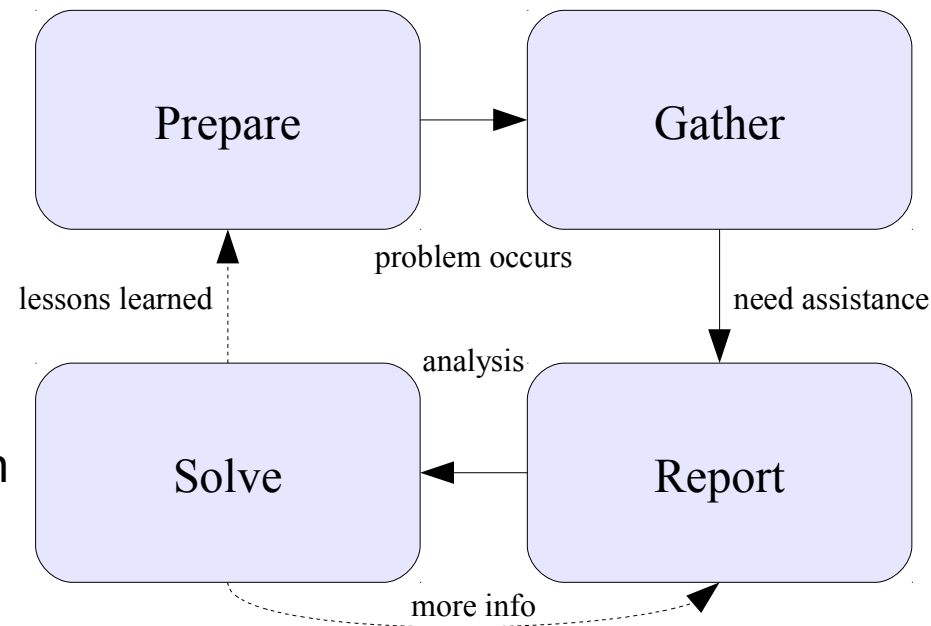 Prepare
Gather
problem occurs
lessons learned
need assistance
analysis
n
Solve
Report
more info